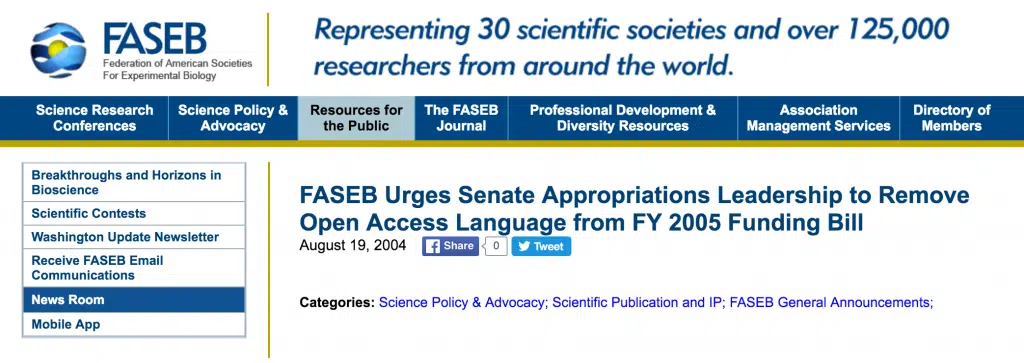 FASEB
Federation of American Societies
For Experimental Biology
Representing 30 scientific societies and over 125,000
researchers from around the world.
Science Research
Conferences
Science Policy &
Advocacy
Resources for
the Public
The FASEB
Journal
Professional Development &
Diversity Resources
Association
Management Services
Directory of
Members
Breakthroughs and Horizons in
Bioscience
Scientific Contests
Washington Update Newsletter
Receive FASEB Email
Communications
News Room
Mobile App
FASEB Urges Senate Appropriations Leadership to Remove
Open Access Language from FY 2005 Funding Bill
August 19, 2004 Share 0 Tweet
Categories: Science Policy & Advocacy; Scientific Publication and IP; FASEB General Announcements;